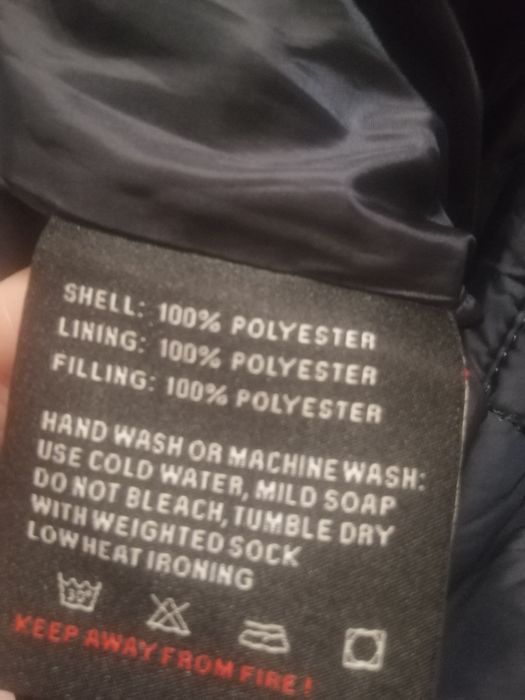 SHELL: 100% POLYESTER
LINING: 100% POLYESTER
FILLING: 100% POLYESTER
HAND WASH OR MACHINE WASH:
USE COLD WATER, MILD SOAP
DO NOT BLEACH, TUMBLE DRY
WITH WEIGHTED SOCK
LOW HEAT IRONING
KEEP AWAY FROM FIRE!